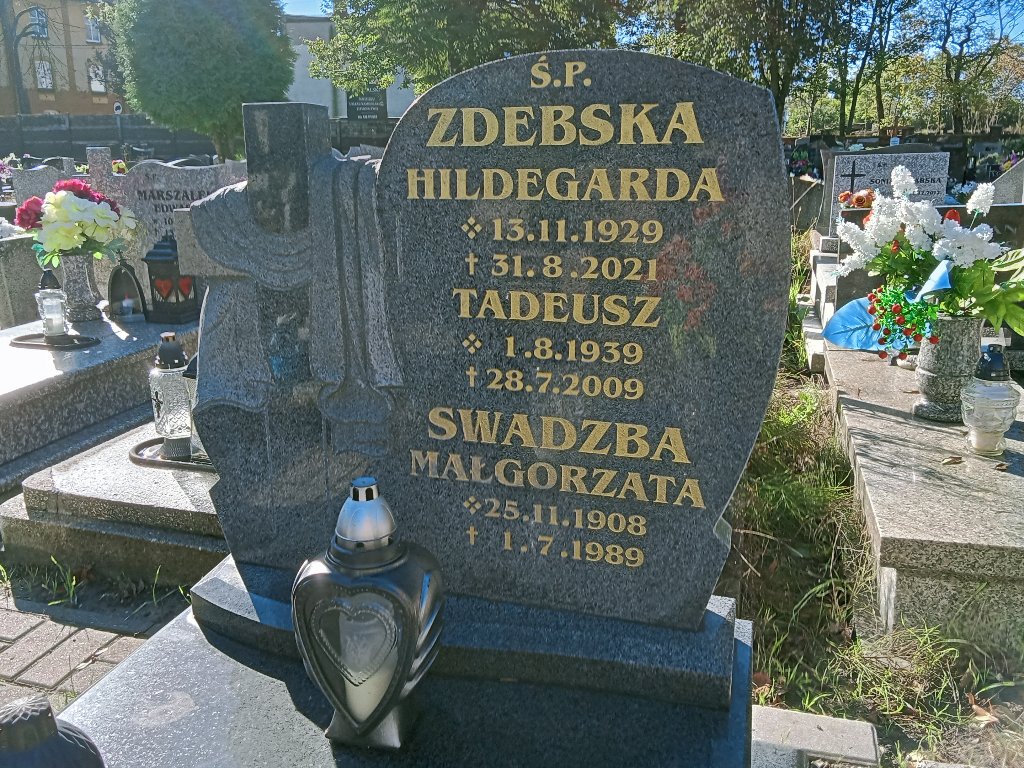 Ś.P.
ZDEBSKA
HILDEGARDA
13.11.1929
† 31.8.2021
TADEUSZ
1.8.1939
† 28.7.2009
SWADZBA
MAŁGORZATA
25.11.1908
† 1.7.1989
MARSZAŁEK